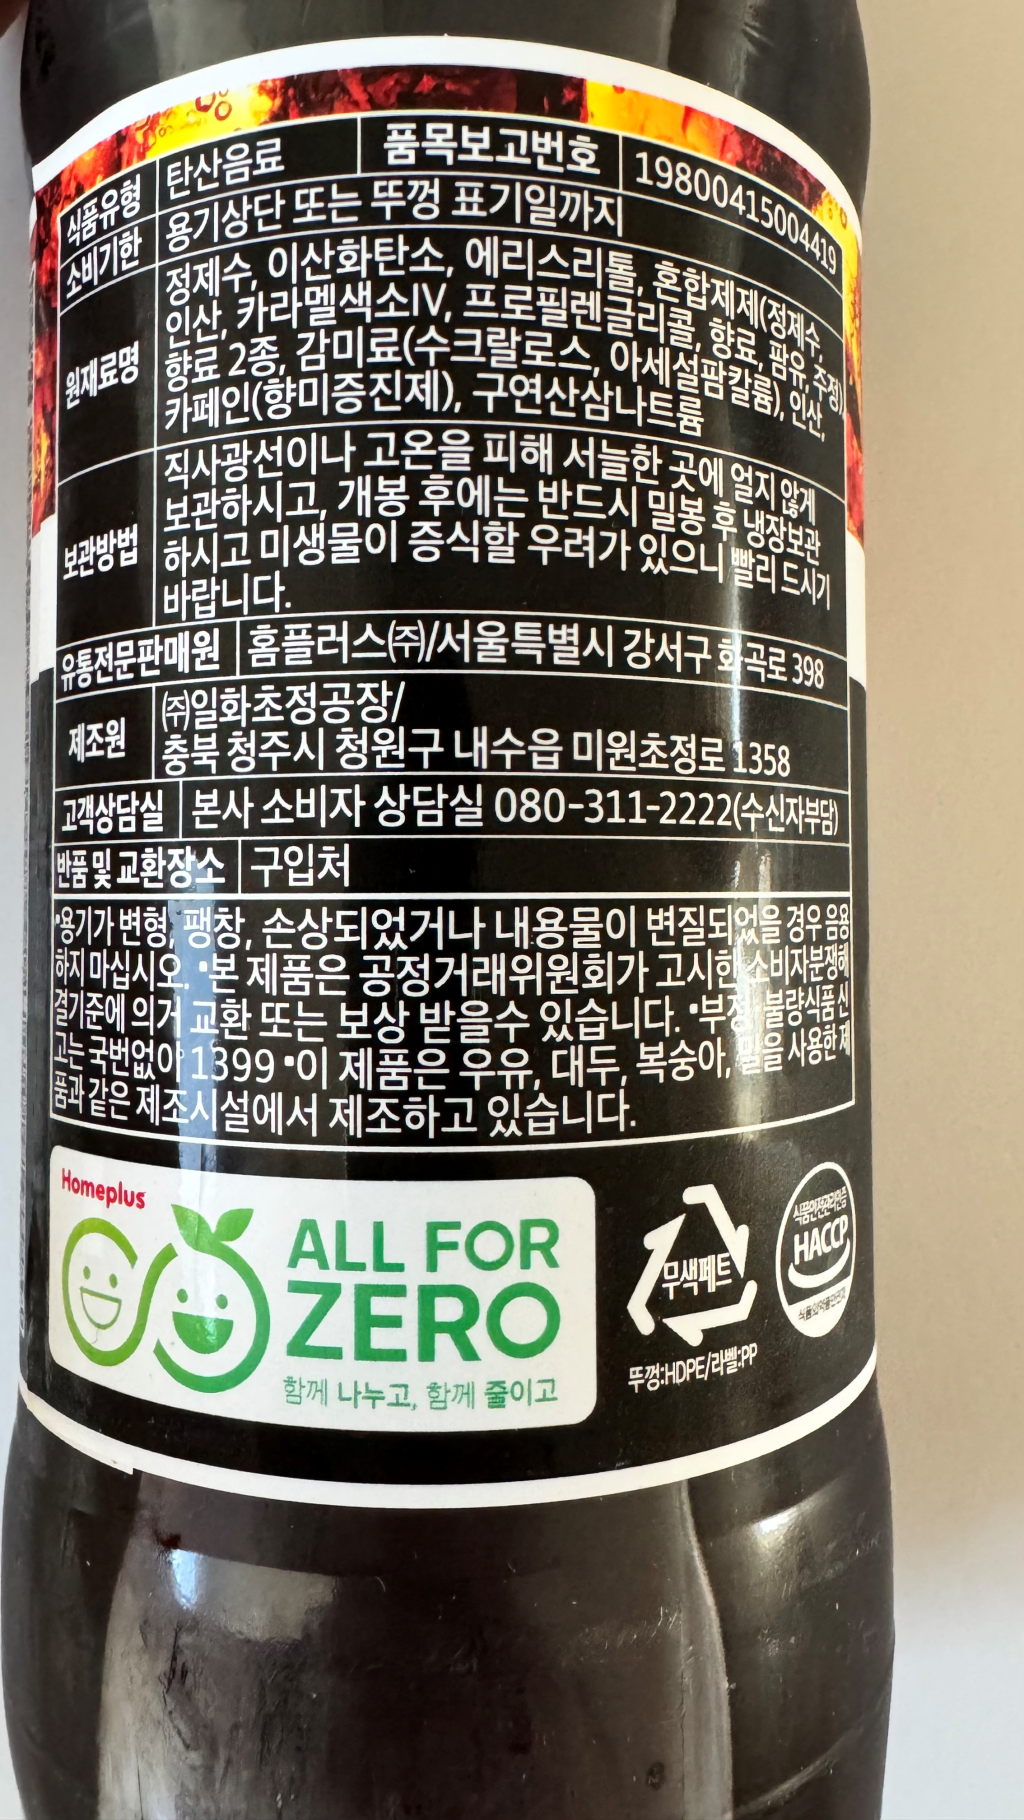 식품유형 탄산음료 품목보고번호 19800415004419
소비기한 용기상단 또는 뚜껑 표기일까지
원재료명 정제수, 이산화탄소, 에리스리톨, 혼합제제(정제수,
인산, 카라멜색소IV, 프로필렌글리콜, 향료, 팜유, 주정),
향료 2종, 감미료(수크랄로스, 아세설팜칼륨), 인산,
카페인(향미증진제), 구연산삼나트륨
보관방법 직사광선이나 고온을 피해 서늘한 곳에 얼지 않게
보관하시고, 개봉 후에는 반드시 밀봉 후 냉장보관
하시고 미생물이 증식할 우려가 있으니 빨리 드시기
바랍니다.
유통전문판매원 홈플러스㈜/서울특별시 강서구 화곡로 398
제조원 ㈜일화초정공장/
충북 청주시 청원구 내수읍 미원초정로 1358
고객상담실 본사 소비자 상담실 080-311-2222(수신자부담)
반품 및 교환장소 구입처
•용기가 변형, 팽창, 손상되었거나 내용물이 변질되었을 경우 음용
하지 마십시오. •본 제품은 공정거래위원회가 고시한 소비자분쟁해
결기준에 의거 교환 또는 보상 받을수 있습니다. •부정•불량식품 신
고는 국번없이 1399 •이 제품은 우유, 대두, 복숭아, 밀을 사용한 제
품과 같은 제조시설에서 제조하고 있습니다.
Homeplus
ALL FOR
ZERO
함께 나누고, 함께 줄이고
무색페트
뚜껑:HDPE/라벨:PP
식품안전관리인증
HACCP
식품의약품안전처